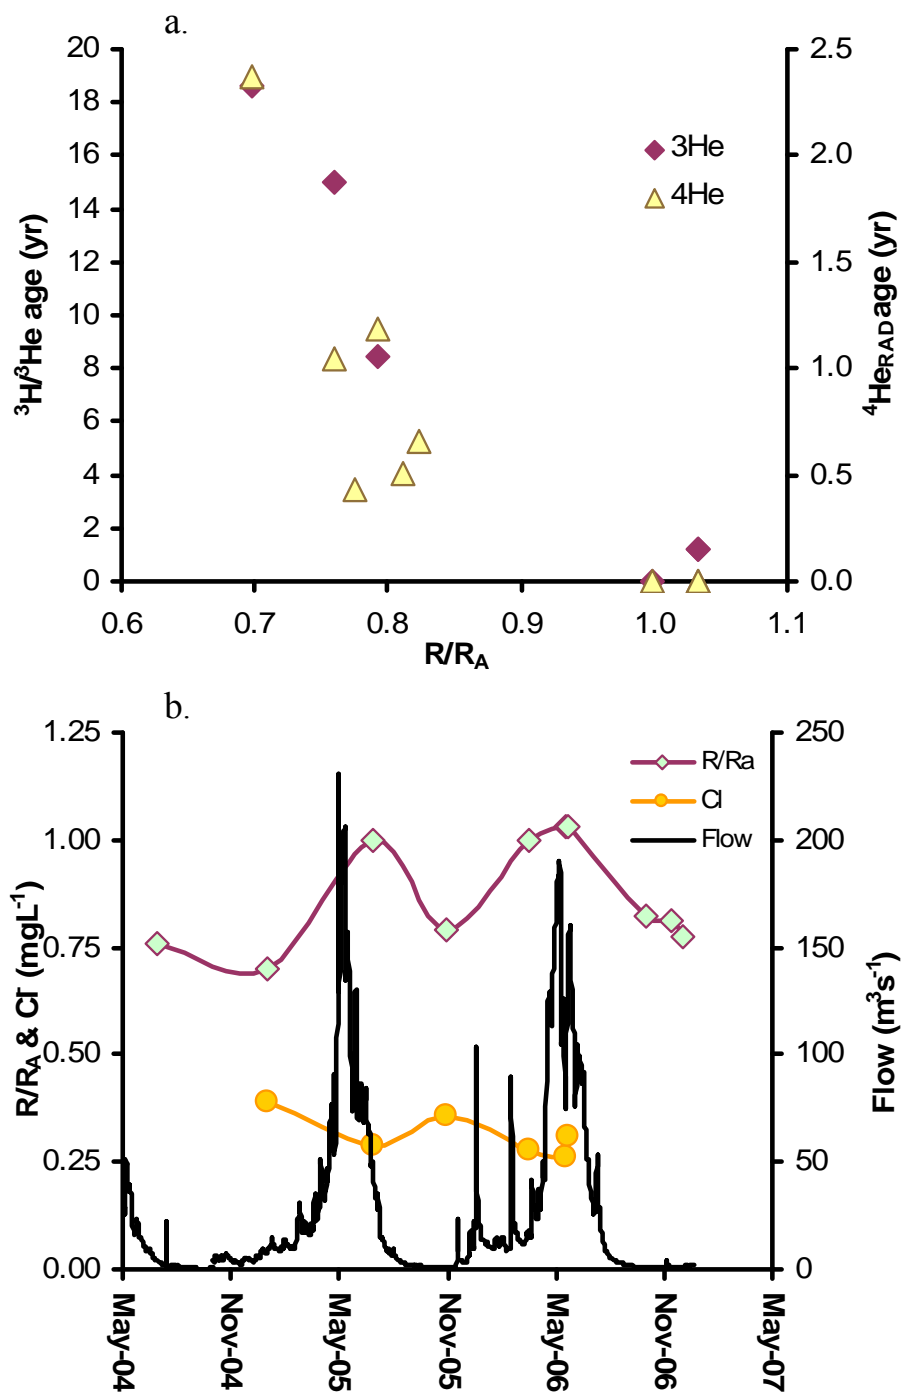 a.
20
18
16
14
12
10
8
6
4
2
0
³H/³He age (yr)
2.5
2.0
1.5
1.0
0.5
0.0
⁴HeRAD age (yr)
3He
4He
0.6 0.7 0.8 0.9 1.0 1.1
R/RA
b.
1.25
1.00
0.75
0.50
0.25
0.00
R/RA & Cl⁻ (mgL⁻¹)
250
200
150
100
50
0
Flow (m³s⁻¹)
R/Ra
Cl
Flow
May-04
Nov-04
May-05
Nov-05
May-06
Nov-06
May-07